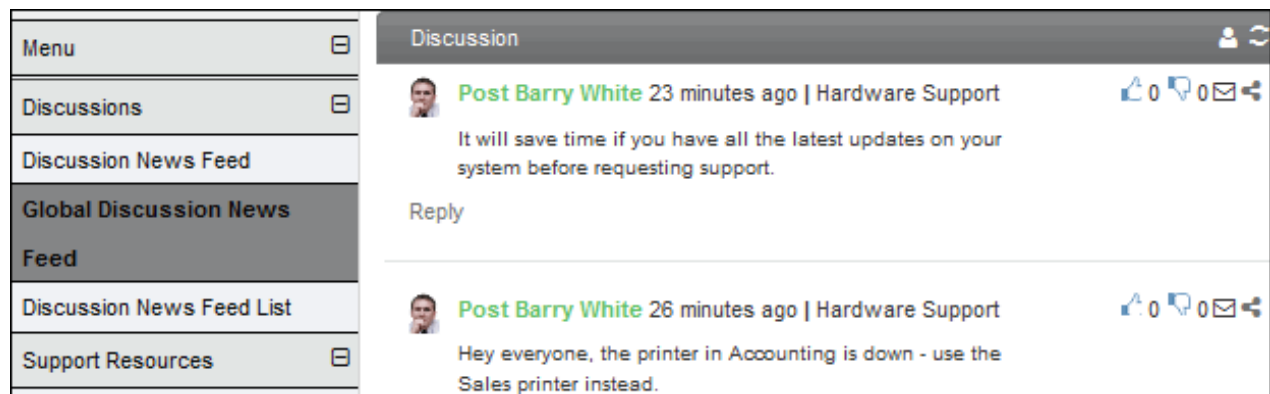 Menu
Discussions
Discussion News Feed
Global Discussion News
Feed
Discussion News Feed List
Support Resources
Discussion
Post Barry White 23 minutes ago | Hardware Support
0 0
It will save time if you have all the latest updates on your
system before requesting support.
Reply
Post Barry White 26 minutes ago | Hardware Support
0 0
Hey everyone, the printer in Accounting is down - use the
Sales printer instead.